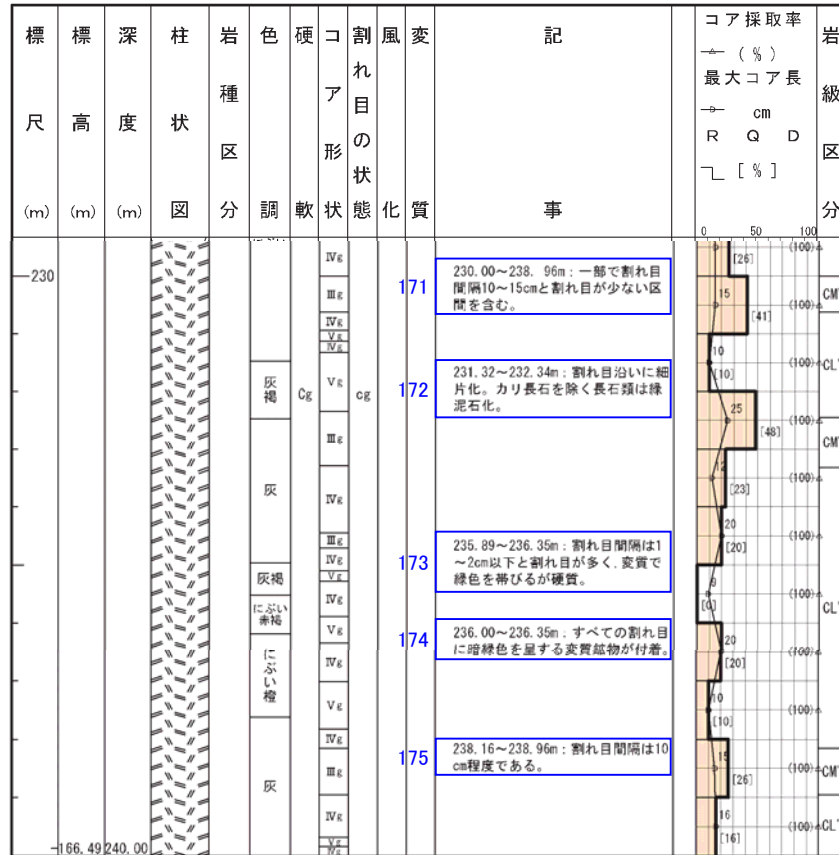 標尺(m)
標高(m)
深度(m)
柱状図
岩種区分
色調
硬軟
コア形状
割れ目の状態
風化
変質
記事
コア採取率
(%)
最大コア長
cm
R Q D
[%]
0 50 100
岩級区分
230
-166.49
240.00
灰褐
灰
灰褐
にぶい赤褐
にぶい橙
灰
Cg
Ⅳg
Ⅲg
Ⅳg
Ⅴg
Ⅳg
Ⅴg
Ⅲg
Ⅳg
Ⅲg
Ⅳg
Ⅴg
Ⅳg
Ⅴg
Ⅳg
Ⅴg
Ⅳg
Ⅲg
Ⅳg
Ⅴg
Ⅳg
cg
171
230.00～238. 96m：一部で割れ目
間隔10～15cmと割れ目が少ない区
間を含む。
172
231.32～232.34m：割れ目沿いに細
片化。カリ長石を除く長石類は緑
泥石化。
173
235.89～236.35m：割れ目間隔は1
～2cm以下と割れ目が多く、変質で
緑色を帯びるが硬質。
174
236.00～236.35m：すべての割れ目
に暗緑色を呈する変質鉱物が付着。
175
238.16～238.96m：割れ目間隔は10
cm程度である。
(100)
[26]
15
(100)
[41]
10
(100)
[10]
25
(100)
[48]
12
(100)
[23]
20
(100)
[20]
9
(100)
[0]
20
(100)
[20]
10
(100)
[10]
15
(100)
[26]
16
(100)
[16]
CM
CL
CM
CL
CM
CL